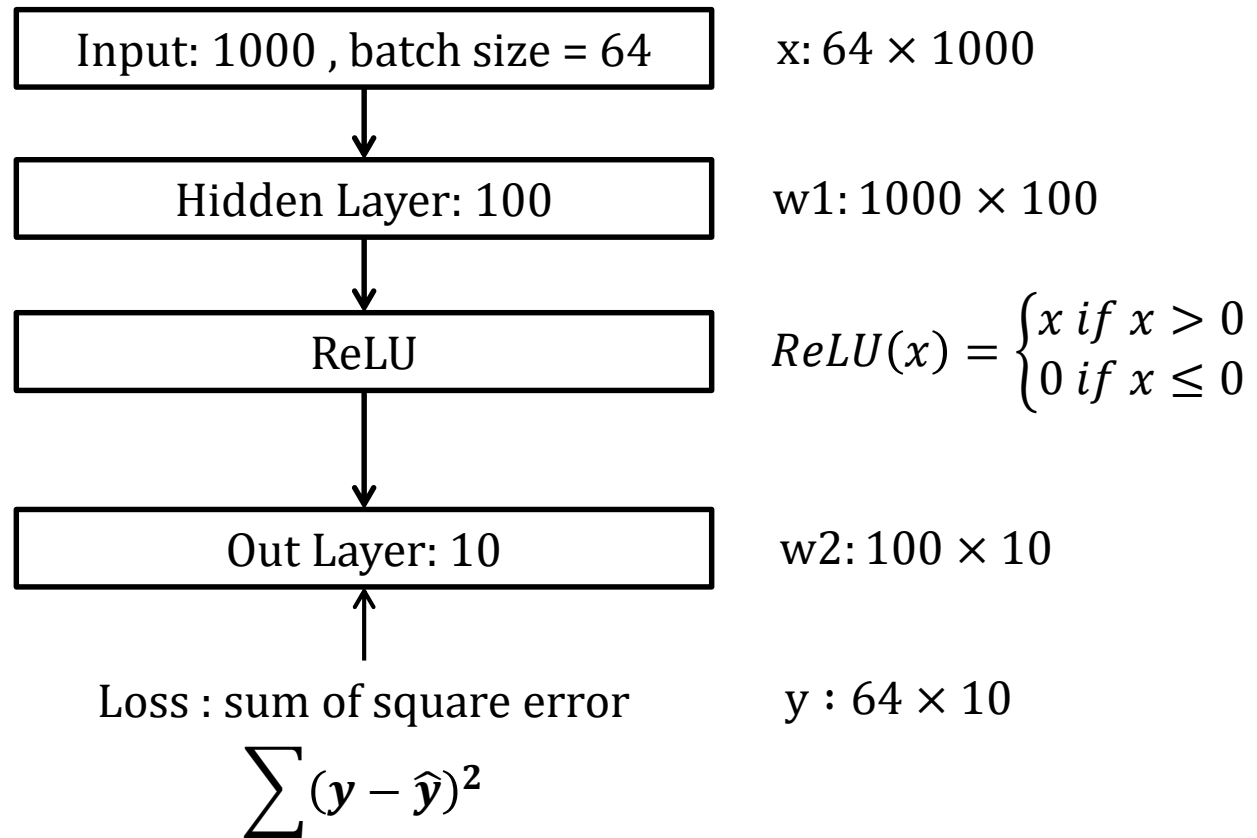 Input: 1000 , batch size = 64
x: 64 × 1000
Hidden Layer: 100
w1: 1000 × 100
ReLU
ReLU(x) = {x if x > 0
0 if x ≤ 0
Out Layer: 10
w2: 100 × 10
Loss : sum of square error
y : 64 × 10
∑(y − ŷ)²